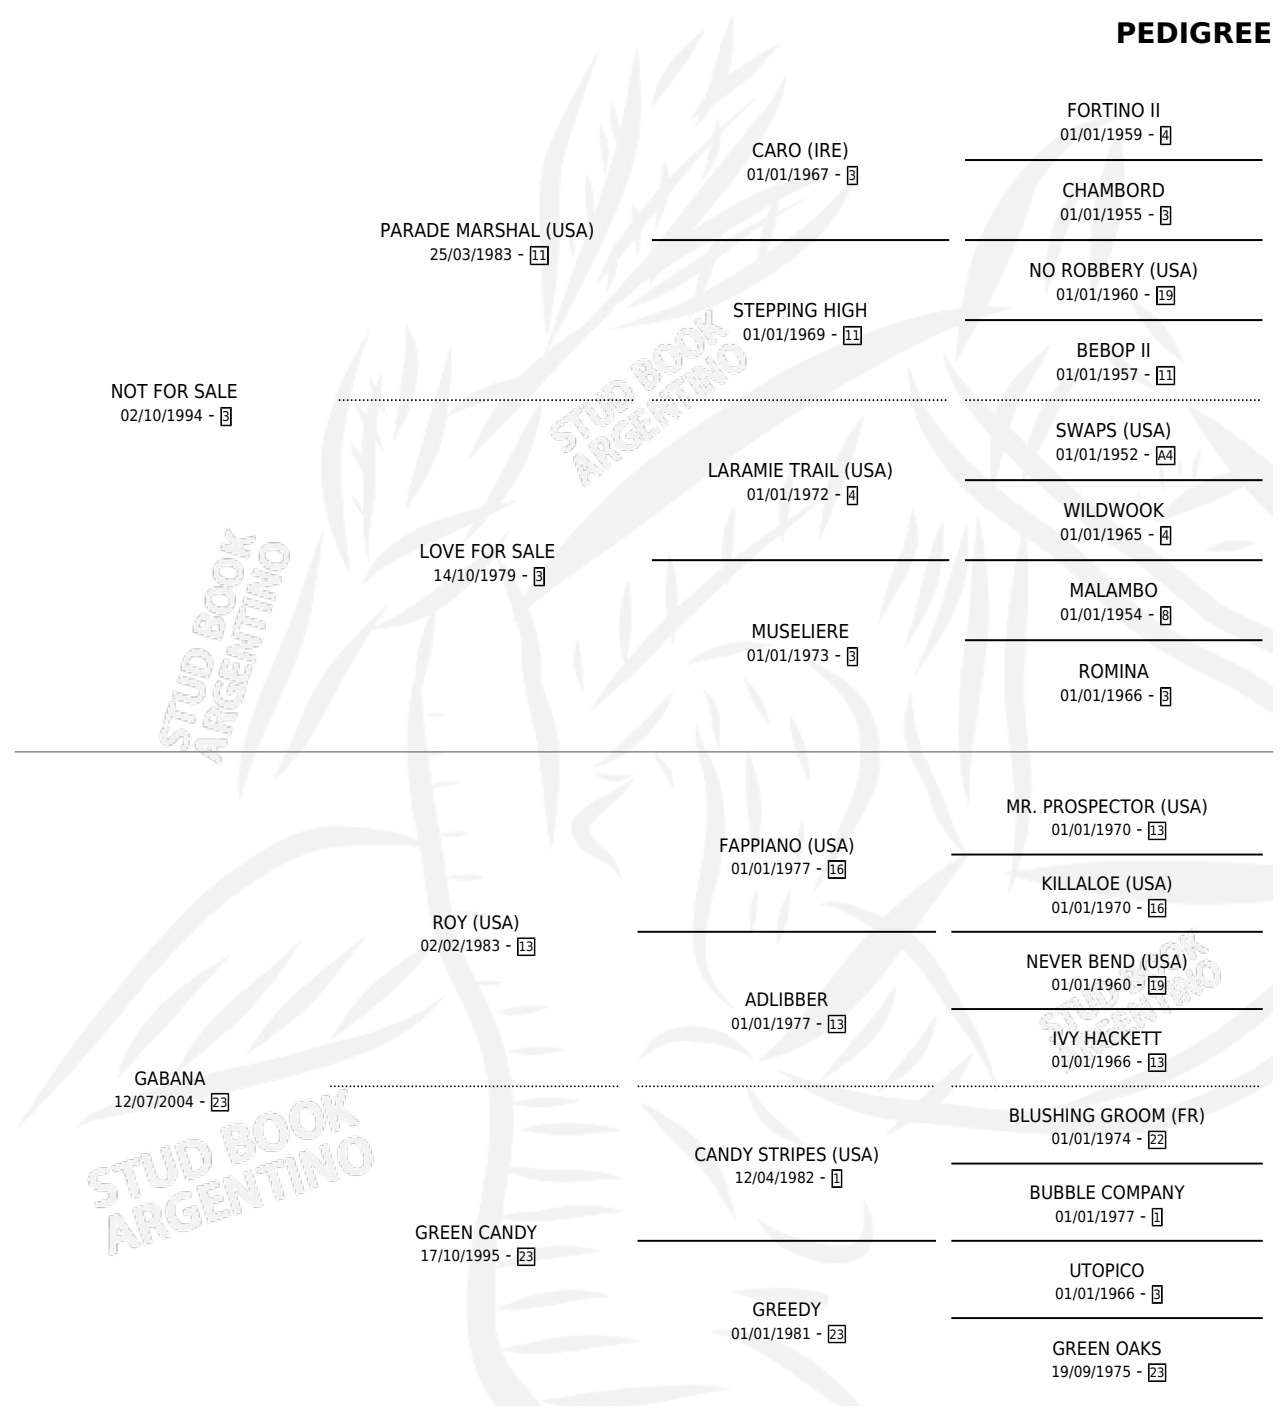 PEDIGREE
FORTINO II
01/01/1959 - 4
CARO (IRE)
01/01/1967 - 3
CHAMBORD
01/01/1955 - 3
PARADE MARSHAL (USA)
25/03/1983 - 11
NO ROBBERY (USA)
01/01/1960 - 19
STEPPING HIGH
01/01/1969 - 11
BEBOP II
01/01/1957 - 11
NOT FOR SALE
02/10/1994 - 3
SWAPS (USA)
01/01/1952 - A4
LARAMIE TRAIL (USA)
01/01/1972 - 4
WILDWOOK
01/01/1965 - 4
LOVE FOR SALE
14/10/1979 - 3
MALAMBO
01/01/1954 - 8
MUSELIERE
01/01/1973 - 3
ROMINA
01/01/1966 - 3
MR. PROSPECTOR (USA)
01/01/1970 - 13
FAPPIANO (USA)
01/01/1977 - 16
KILLALOE (USA)
01/01/1970 - 16
ROY (USA)
02/02/1983 - 13
NEVER BEND (USA)
01/01/1960 - 19
ADLIBBER
01/01/1977 - 13
IVY HACKETT
01/01/1966 - 13
GABANA
12/07/2004 - 23
BLUSHING GROOM (FR)
01/01/1974 - 22
CANDY STRIPES (USA)
12/04/1982 - 1
BUBBLE COMPANY
01/01/1977 - 1
GREEN CANDY
17/10/1995 - 23
UTOPICO
01/01/1966 - 3
GREEDY
01/01/1981 - 23
GREEN OAKS
19/09/1975 - 23
STUD BOOK
ARGENTINO
STUD BOOK
ARGENTINO
STUD BOOK
ARGENTINO
STUD BOOK
ARGENTINO